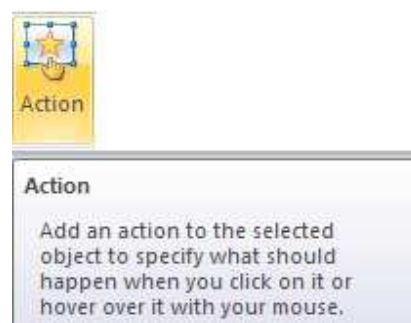 Action
Action
Add an action to the selected
object to specify what should
happen when you click on it or
hover over it with your mouse.